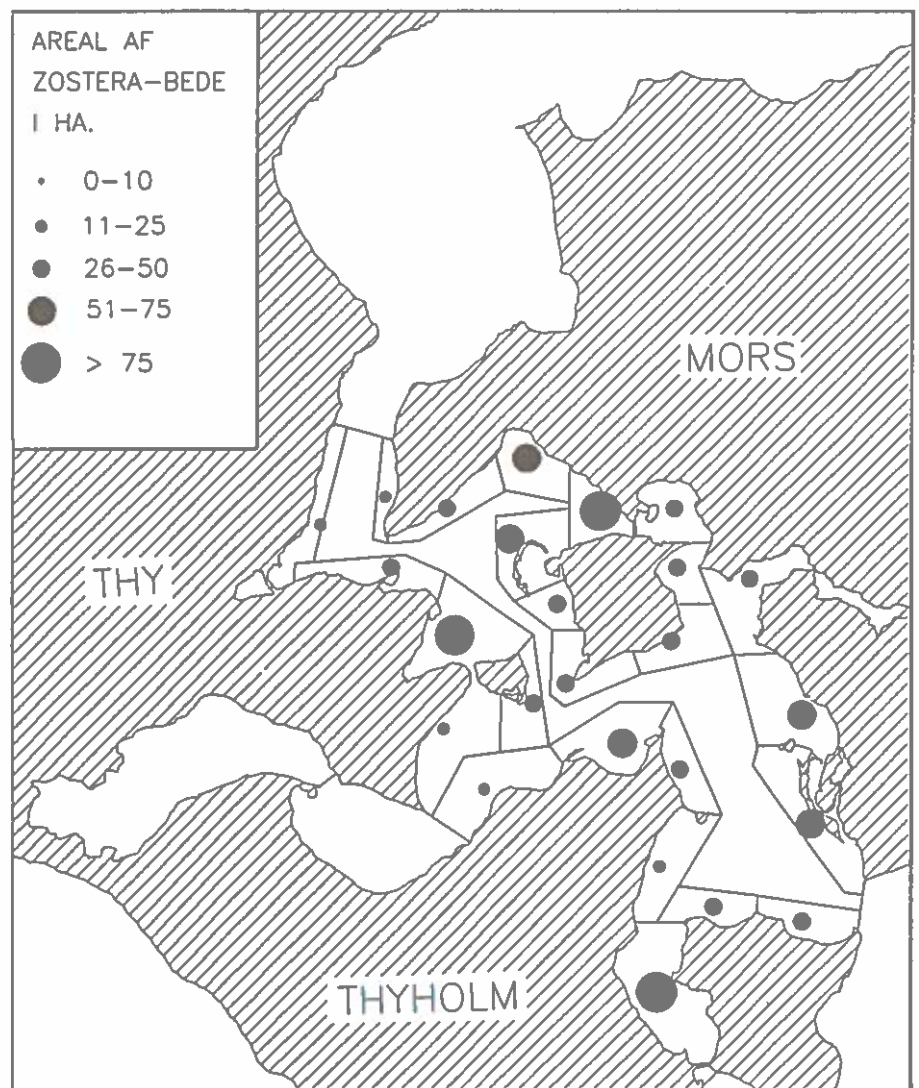 AREAL AF
ZOSTERA-BEDE
I HA.
0-10
11-25
26-50
51-75
> 75
MORS
THY
THYHOLM